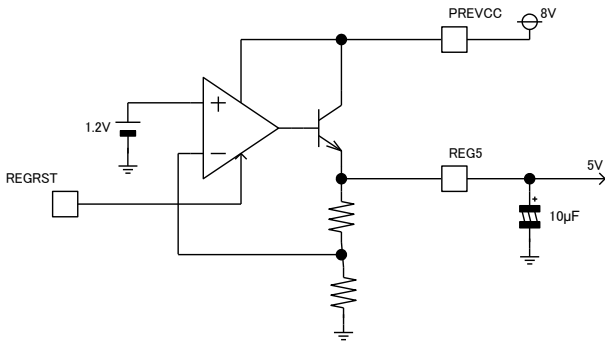 PREVCC
8V
1.2V
+
−
REGRST
REG5
5V
+
10μF